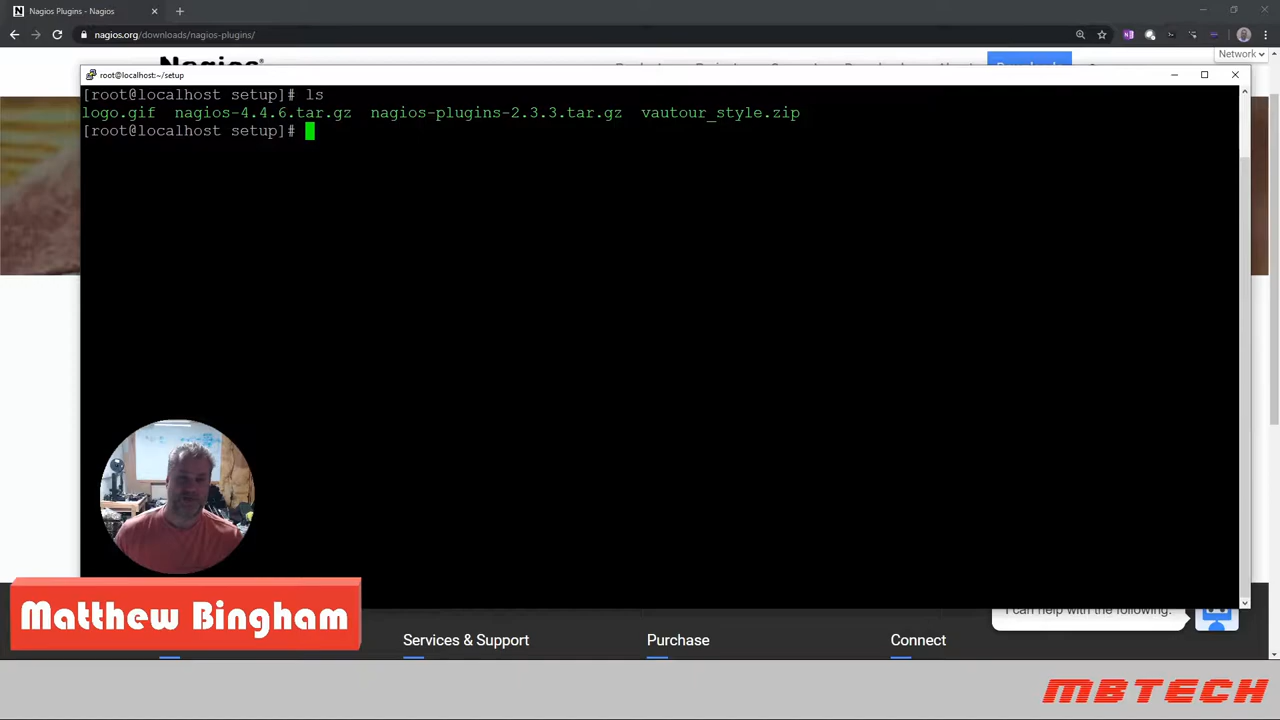 Nagios Plugins - Nagios
nagios.org/downloads/nagios-plugins/
Network
Nagios®
root@localhost:~/setup
[root@localhost setup]# ls
logo.gif nagios-4.4.6.tar.gz nagios-plugins-2.3.3.tar.gz vautour_style.zip
[root@localhost setup]#
Matthew Bingham
I can help with the following:
Services & Support Purchase Connect
MBTECH